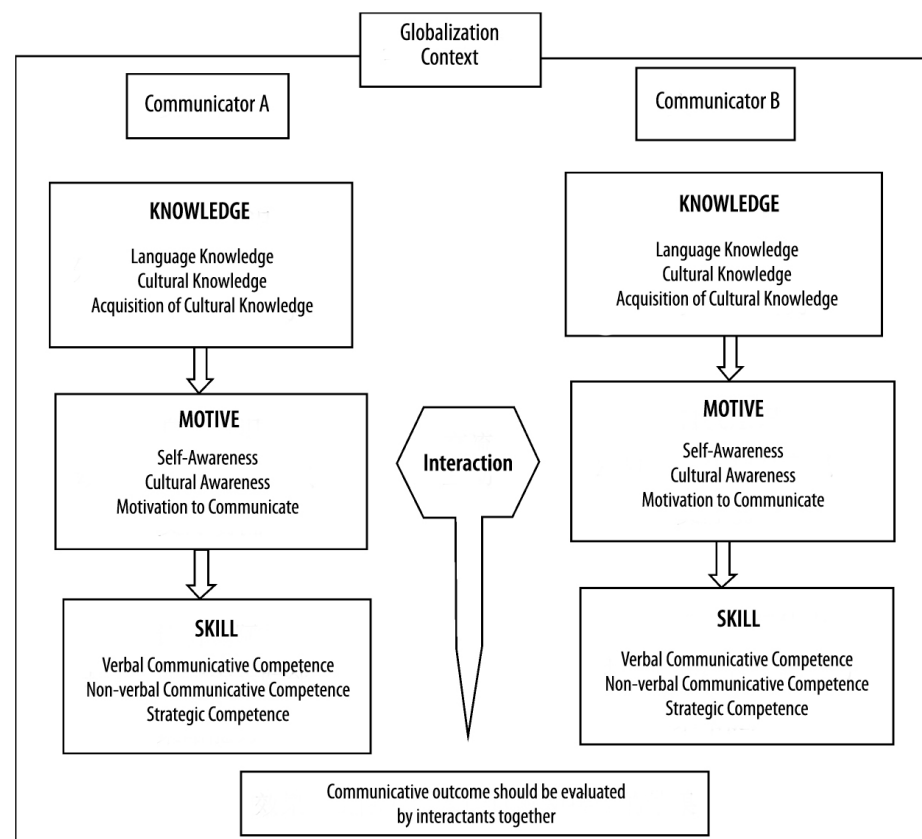 Globalization
Context
Communicator A
Communicator B
KNOWLEDGE
Language Knowledge
Cultural Knowledge
Acquisition of Cultural Knowledge
MOTIVE
Self-Awareness
Cultural Awareness
Motivation to Communicate
SKILL
Verbal Communicative Competence
Non-verbal Communicative Competence
Strategic Competence
Interaction
KNOWLEDGE
Language Knowledge
Cultural Knowledge
Acquisition of Cultural Knowledge
MOTIVE
Self-Awareness
Cultural Awareness
Motivation to Communicate
SKILL
Verbal Communicative Competence
Non-verbal Communicative Competence
Strategic Competence
Communicative outcome should be evaluated
by interactants together